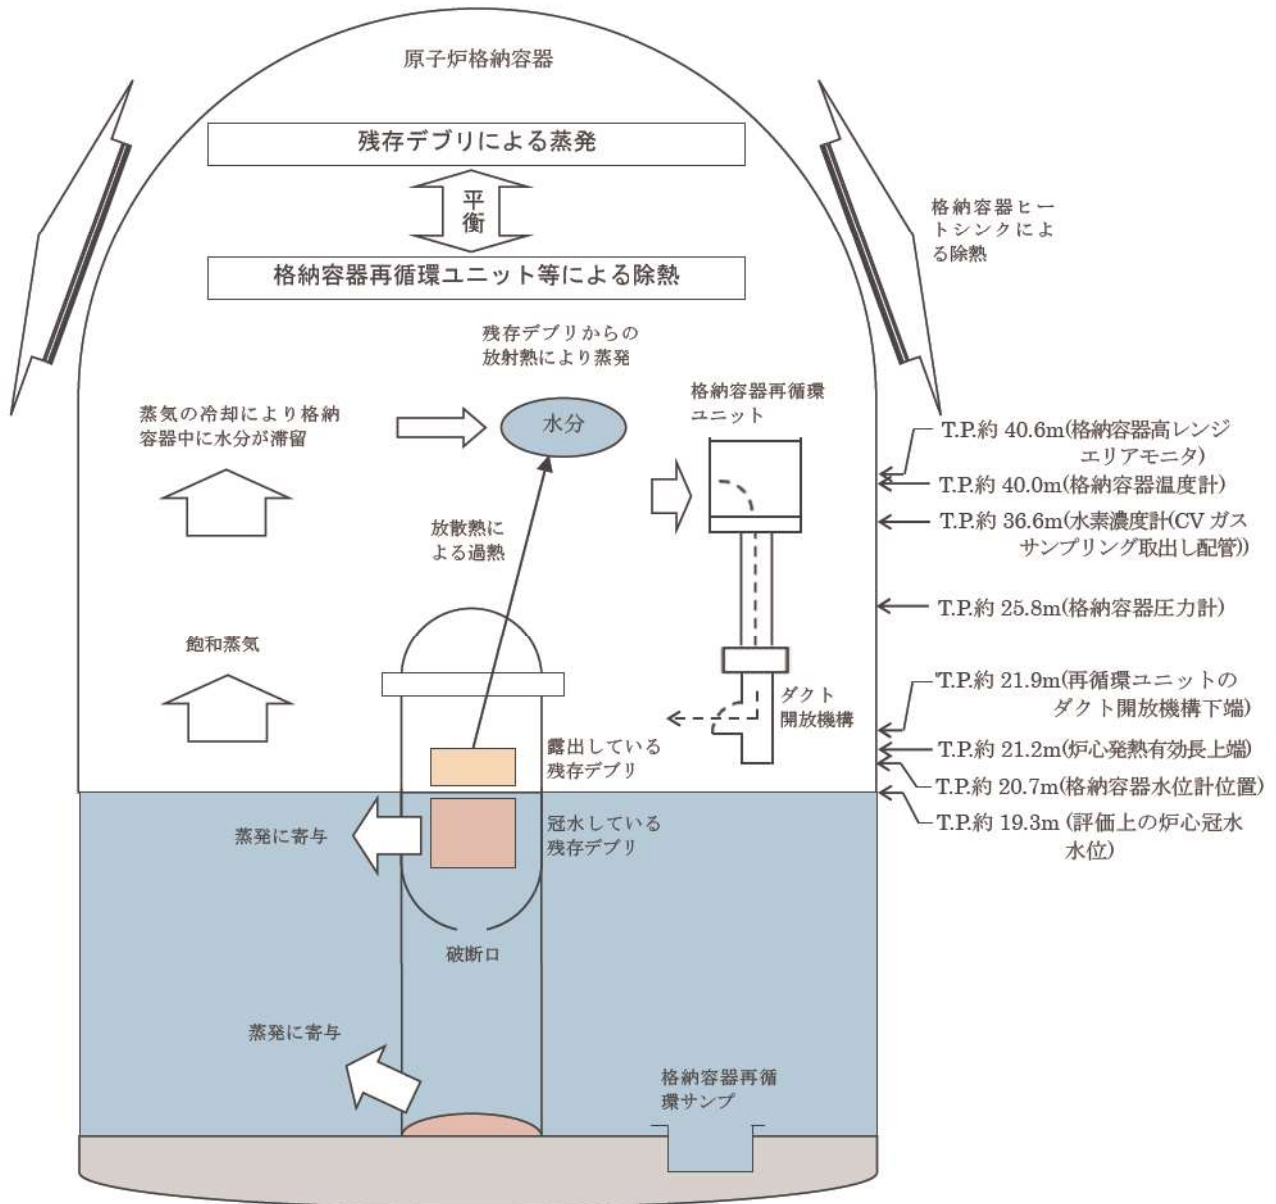 原子炉格納容器
残存デブリによる蒸発
平
衡
格納容器再循環ユニット等による除熱
格納容器ヒー
トシンクによ
る除熱
残存デブリからの
放射熱により蒸発
格納容器再循環
ユニット
蒸気の冷却により格納
容器中に水分が滞留
水分
T.P.約 40.6m(格納容器高レンジ
エリアモニタ)
T.P.約 40.0m(格納容器温度計)
T.P.約 36.6m(水素濃度計(CV ガス
サンプリング取出し配管))
放散熱
による過熱
T.P.約 25.8m(格納容器圧力計)
飽和蒸気
T.P.約 21.9m(再循環ユニットの
ダクト開放機構下端)
ダクト
開放機構
露出している
残存デブリ
T.P.約 21.2m(炉心発熱有効長上端)
T.P.約 20.7m(格納容器水位計位置)
T.P.約 19.3m (評価上の炉心冠水
水位)
蒸発に寄与
冠水している
残存デブリ
破断口
蒸発に寄与
格納容器再循
環サンプ